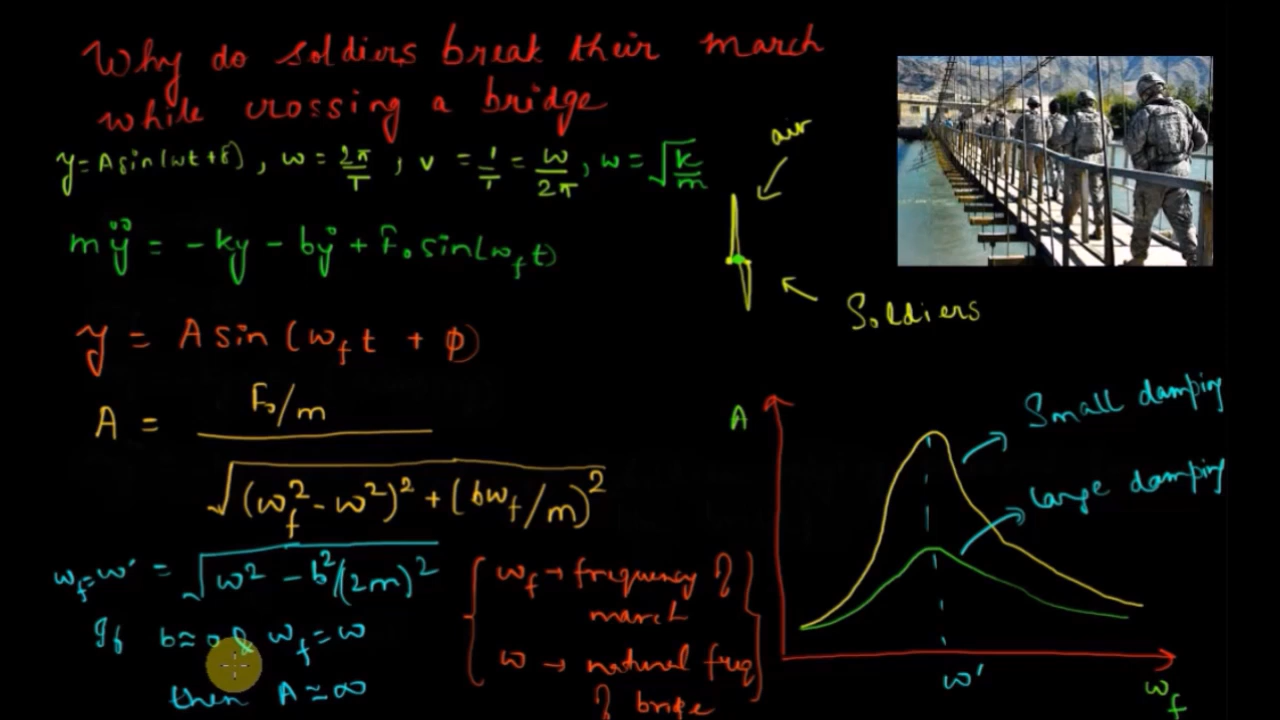 Why do soldiers break their march
while crossing a bridge
y = A sin(ωt + δ), ω = 2π/T, ν = 1/T = ω/2π, ω = √(k/m)
air
mÿ = -ky - bẏ + F₀ sin(ω_f t)
Soldiers
y = A sin(ω_f t + φ)
A = F₀/m / √((ω_f² - ω²)² + (bω_f/m)²)
A
Small damping
Large damping
ω_f = ω' = √(ω² - b²/(2m)²)
ω_f → frequency of
march
If b ≈ 0 & ω_f = ω
ω → natural freq
of bridge
then A ≃ ∞
ω'
ω_f